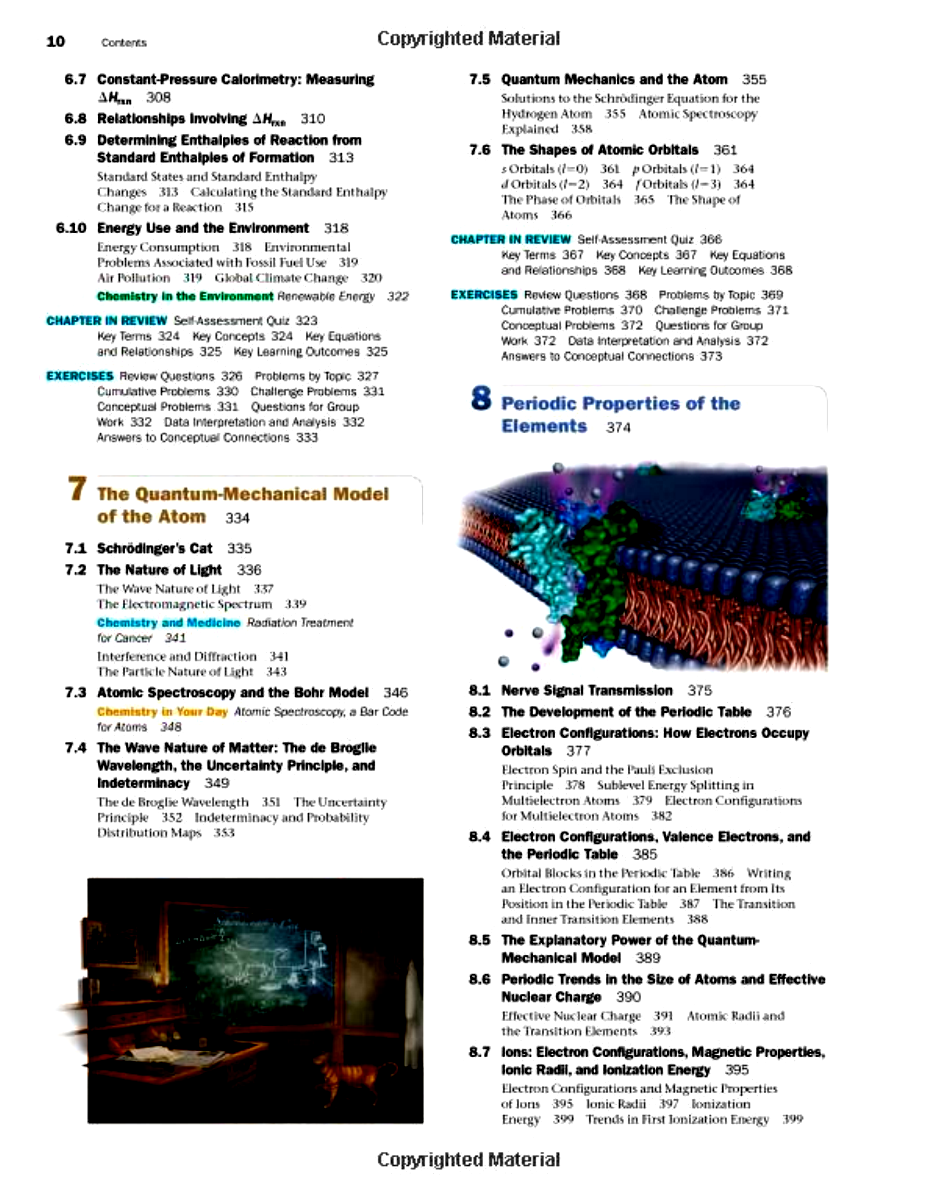 10 Contents
Copyrighted Material
6.7 Constant-Pressure Calorimetry: Measuring
ΔHrxn 308
6.8 Relationships Involving ΔHrxn 310
6.9 Determining Enthalpies of Reaction from
Standard Enthalpies of Formation 313
Standard States and Standard Enthalpy
Changes 313 Calculating the Standard Enthalpy
Change for a Reaction 315
6.10 Energy Use and the Environment 318
Energy Consumption 318 Environmental
Problems Associated with Fossil Fuel Use 319
Air Pollution 319 Global Climate Change 320
Chemistry in the Environment Renewable Energy 322
CHAPTER IN REVIEW Self-Assessment Quiz 323
Key Terms 324 Key Concepts 324 Key Equations
and Relationships 325 Key Learning Outcomes 325
EXERCISES Review Questions 326 Problems by Topic 327
Cumulative Problems 330 Challenge Problems 331
Conceptual Problems 331 Questions for Group
Work 332 Data Interpretation and Analysis 332
Answers to Conceptual Connections 333
7 The Quantum-Mechanical Model
of the Atom 334
7.1 Schrödinger's Cat 335
7.2 The Nature of Light 336
The Wave Nature of Light 337
The Electromagnetic Spectrum 339
Chemistry and Medicine Radiation Treatment
for Cancer 341
Interference and Diffraction 341
The Particle Nature of Light 343
7.3 Atomic Spectroscopy and the Bohr Model 346
Chemistry in Your Day Atomic Spectroscopy, a Bar Code
for Atoms 348
7.4 The Wave Nature of Matter: The de Broglie
Wavelength, the Uncertainty Principle, and
Indeterminacy 349
The de Broglie Wavelength 351 The Uncertainty
Principle 352 Indeterminacy and Probability
Distribution Maps 353
7.5 Quantum Mechanics and the Atom 355
Solutions to the Schrödinger Equation for the
Hydrogen Atom 355 Atomic Spectroscopy
Explained 358
7.6 The Shapes of Atomic Orbitals 361
s Orbitals (l=0) 361 p Orbitals (l=1) 364
d Orbitals (l=2) 364 f Orbitals (l=3) 364
The Phase of Orbitals 365 The Shape of
Atoms 366
CHAPTER IN REVIEW Self-Assessment Quiz 366
Key Terms 367 Key Concepts 367 Key Equations
and Relationships 368 Key Learning Outcomes 368
EXERCISES Review Questions 368 Problems by Topic 369
Cumulative Problems 370 Challenge Problems 371
Conceptual Problems 372 Questions for Group
Work 372 Data Interpretation and Analysis 372
Answers to Conceptual Connections 373
8 Periodic Properties of the
Elements 374
8.1 Nerve Signal Transmission 375
8.2 The Development of the Periodic Table 376
8.3 Electron Configurations: How Electrons Occupy
Orbitals 377
Electron Spin and the Pauli Exclusion
Principle 378 Sublevel Energy Splitting in
Multielectron Atoms 379 Electron Configurations
for Multielectron Atoms 382
8.4 Electron Configurations, Valence Electrons, and
the Periodic Table 385
Orbital Blocks in the Periodic Table 386 Writing
an Electron Configuration for an Element from Its
Position in the Periodic Table 387 The Transition
and Inner Transition Elements 388
8.5 The Explanatory Power of the Quantum-
Mechanical Model 389
8.6 Periodic Trends in the Size of Atoms and Effective
Nuclear Charge 390
Effective Nuclear Charge 391 Atomic Radii and
the Transition Elements 393
8.7 Ions: Electron Configurations, Magnetic Properties,
Ionic Radii, and Ionization Energy 395
Electron Configurations and Magnetic Properties
of Ions 395 Ionic Radii 397 Ionization
Energy 399 Trends in First Ionization Energy 399
Copyrighted Material